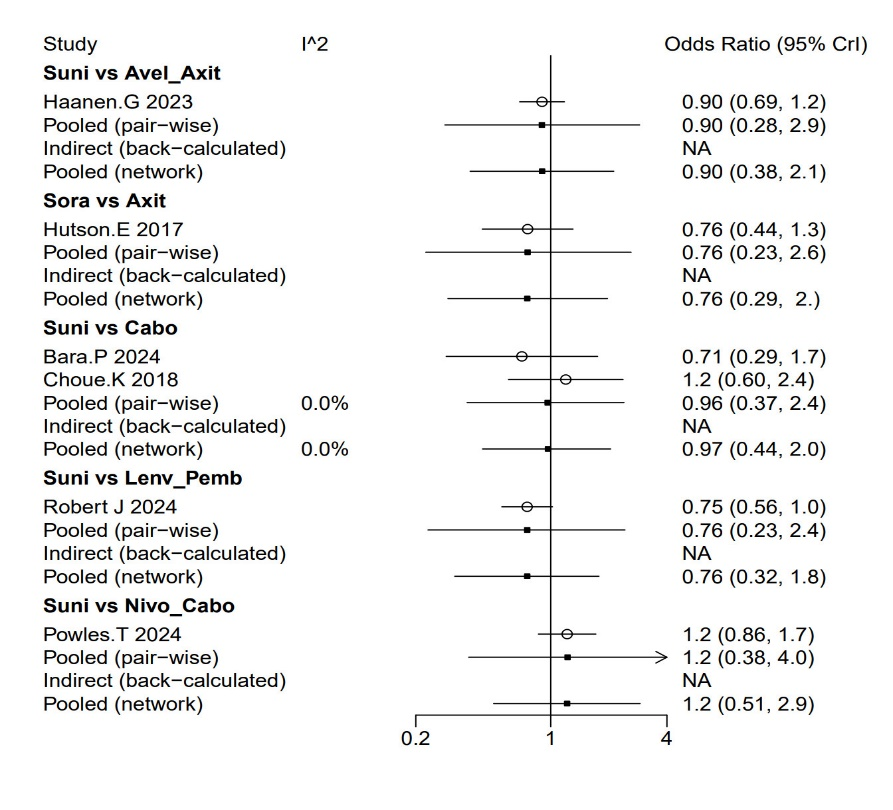 Study I^2 Odds Ratio (95% CrI)
Suni vs Avel_Axit
Haanen.G 2023 0.90 (0.69, 1.2)
Pooled (pair−wise) 0.90 (0.28, 2.9)
Indirect (back−calculated) NA
Pooled (network) 0.90 (0.38, 2.1)
Sora vs Axit
Hutson.E 2017 0.76 (0.44, 1.3)
Pooled (pair−wise) 0.76 (0.23, 2.6)
Indirect (back−calculated) NA
Pooled (network) 0.76 (0.29, 2.)
Suni vs Cabo
Bara.P 2024 0.71 (0.29, 1.7)
Choue.K 2018 1.2 (0.60, 2.4)
Pooled (pair−wise) 0.0% 0.96 (0.37, 2.4)
Indirect (back−calculated) NA
Pooled (network) 0.0% 0.97 (0.44, 2.0)
Suni vs Lenv_Pemb
Robert J 2024 0.75 (0.56, 1.0)
Pooled (pair−wise) 0.76 (0.23, 2.4)
Indirect (back−calculated) NA
Pooled (network) 0.76 (0.32, 1.8)
Suni vs Nivo_Cabo
Powles.T 2024 1.2 (0.86, 1.7)
Pooled (pair−wise) 1.2 (0.38, 4.0)
Indirect (back−calculated) NA
Pooled (network) 1.2 (0.51, 2.9)
0.2 1 4